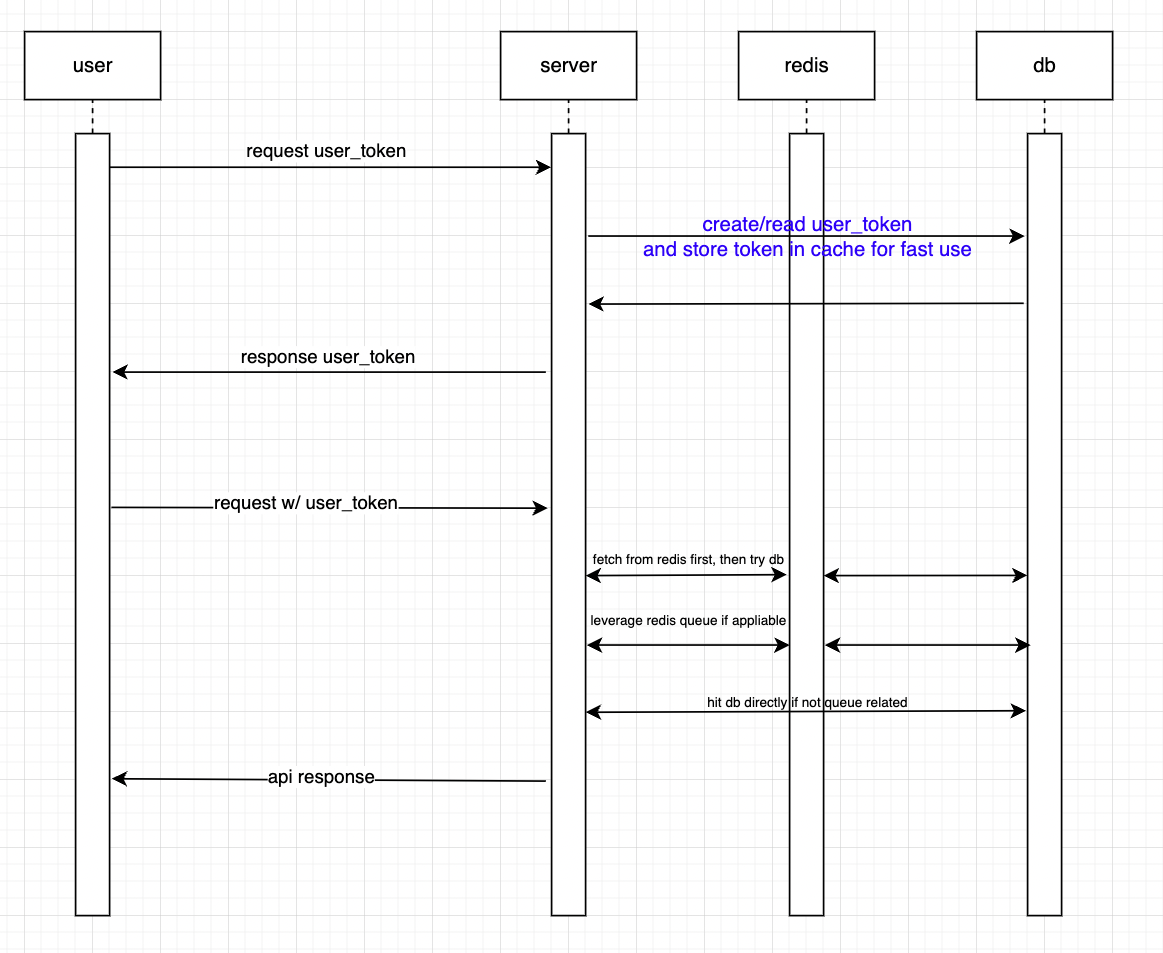 user
server
redis
db
request user_token
create/read user_token
and store token in cache for fast use
response user_token
request w/ user_token
fetch from redis first, then try db
leverage redis queue if appliable
hit db directly if not queue related
api response